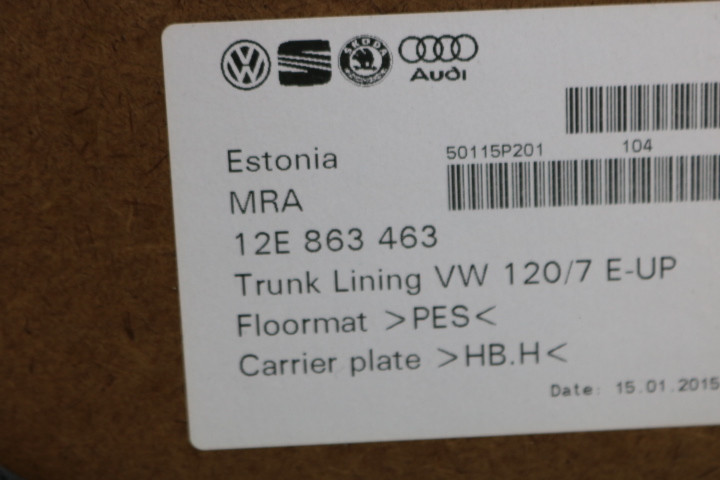 ŠKODA
Audi
50115P201 104
Estonia
MRA
12E 863 463
Trunk Lining VW 120/7 E-UP
Floormat >PES<
Carrier plate >HB.H<
Date: 15.01.2015